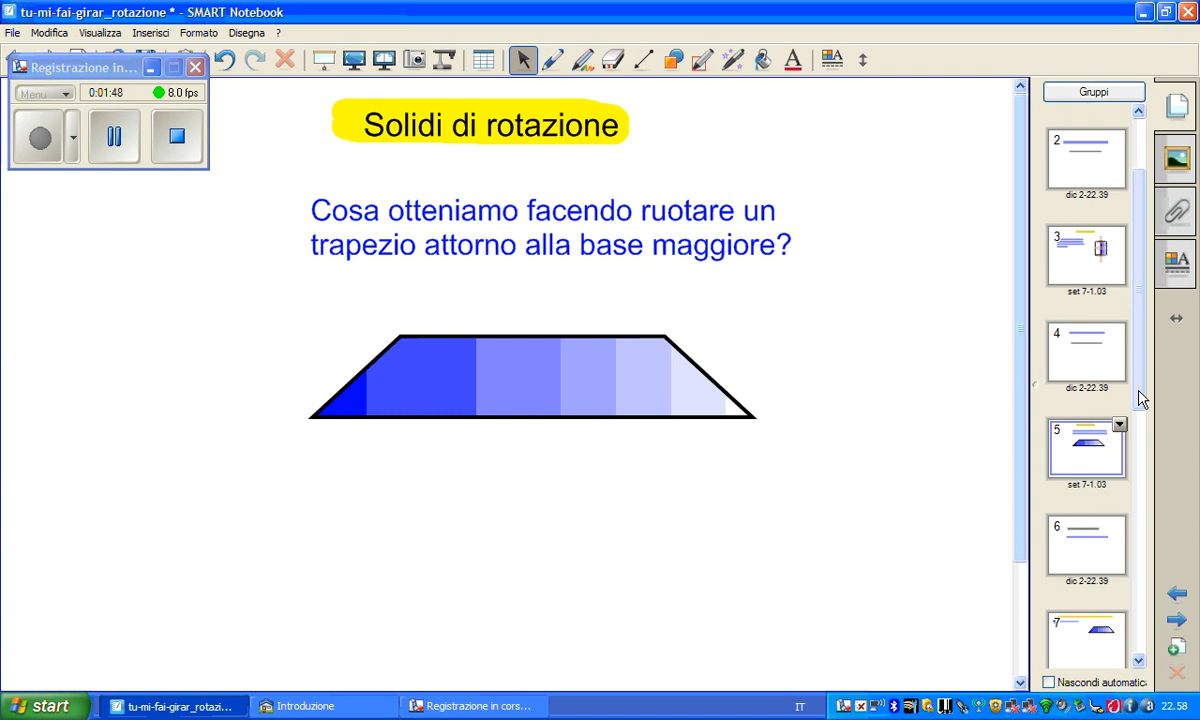 tu-mi-fai-girar_rotazione * - SMART Notebook
File Modifica Visualizza Inserisci Formato Disegna ?
Registrazione in...
Menu
0:01:48
8.0 fps
Solidi di rotazione
Cosa otteniamo facendo ruotare un
trapezio attorno alla base maggiore?
Gruppi
2
dic 2-22.39
3
set 7-1.03
4
dic 2-22.39
5
set 7-1.03
6
dic 2-22.39
7
Nascondi automatica
start
tu-mi-fai-girar_rotazi...
Introduzione
Registrazione in cors...
IT
22.58